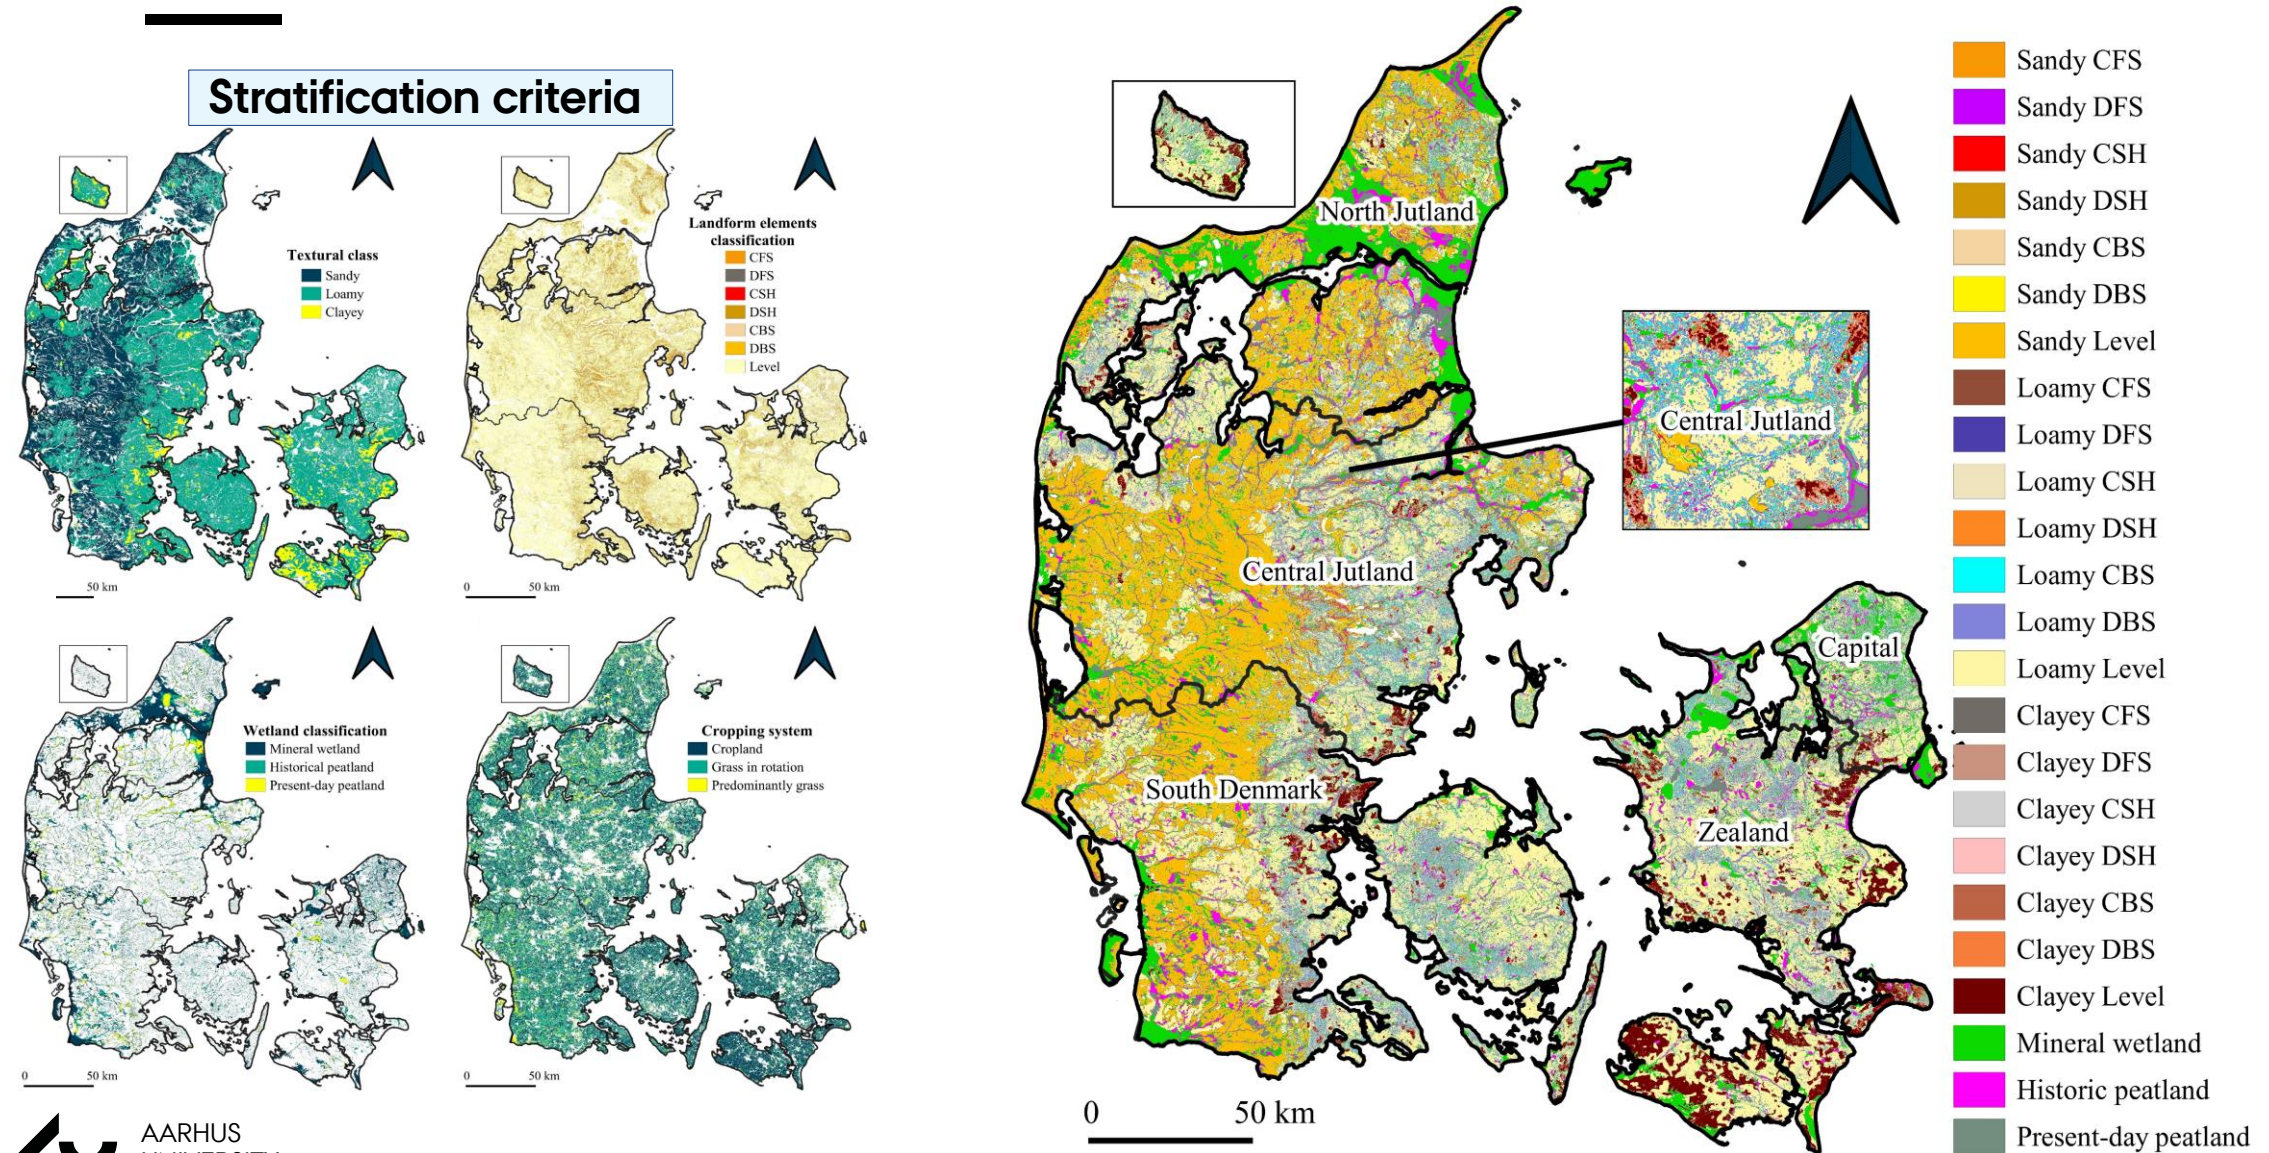 Stratification criteria
Textural class
Sandy
Loamy
Clayey
50 km
Landform elements
classification
CFS
DFS
CSH
DSH
CBS
DBS
Level
0 50 km
Wetland classification
Mineral wetland
Historical peatland
Present-day peatland
0 50 km
Cropping system
Cropland
Grass in rotation
Predominantly grass
0 50 km
AARHUS
North Jutland
Central Jutland
Central Jutland
Capital
South Denmark
Zealand
0 50 km
Sandy CFS
Sandy DFS
Sandy CSH
Sandy DSH
Sandy CBS
Sandy DBS
Sandy Level
Loamy CFS
Loamy DFS
Loamy CSH
Loamy DSH
Loamy CBS
Loamy DBS
Loamy Level
Clayey CFS
Clayey DFS
Clayey CSH
Clayey DSH
Clayey CBS
Clayey DBS
Clayey Level
Mineral wetland
Historic peatland
Present-day peatland